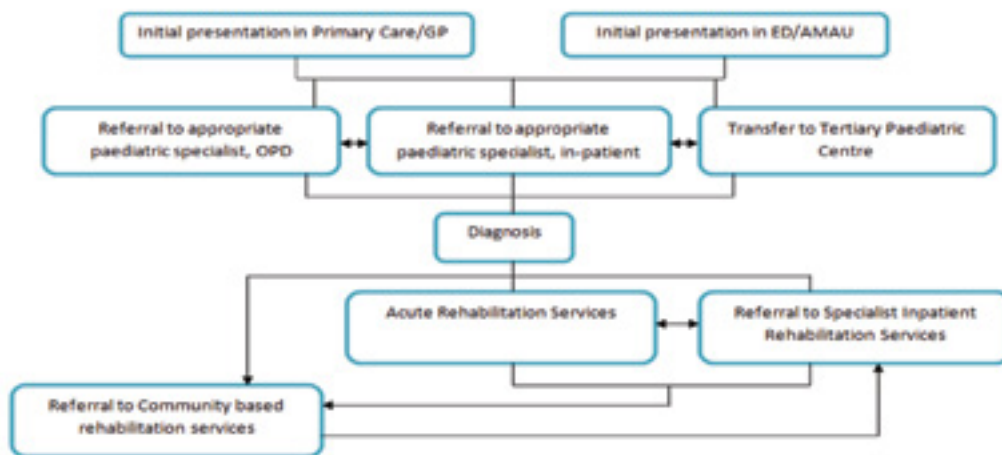 Initial presentation in Primary Care/GP
Initial presentation in ED/AMAU
Referral to appropriate
paediatric specialist, OPD
Referral to appropriate
paediatric specialist, in-patient
Transfer to Tertiary Paediatric
Centre
Diagnosis
Acute Rehabilitation Services
Referral to Specialist Inpatient
Rehabilitation Services
Referral to Community based
rehabilitation services